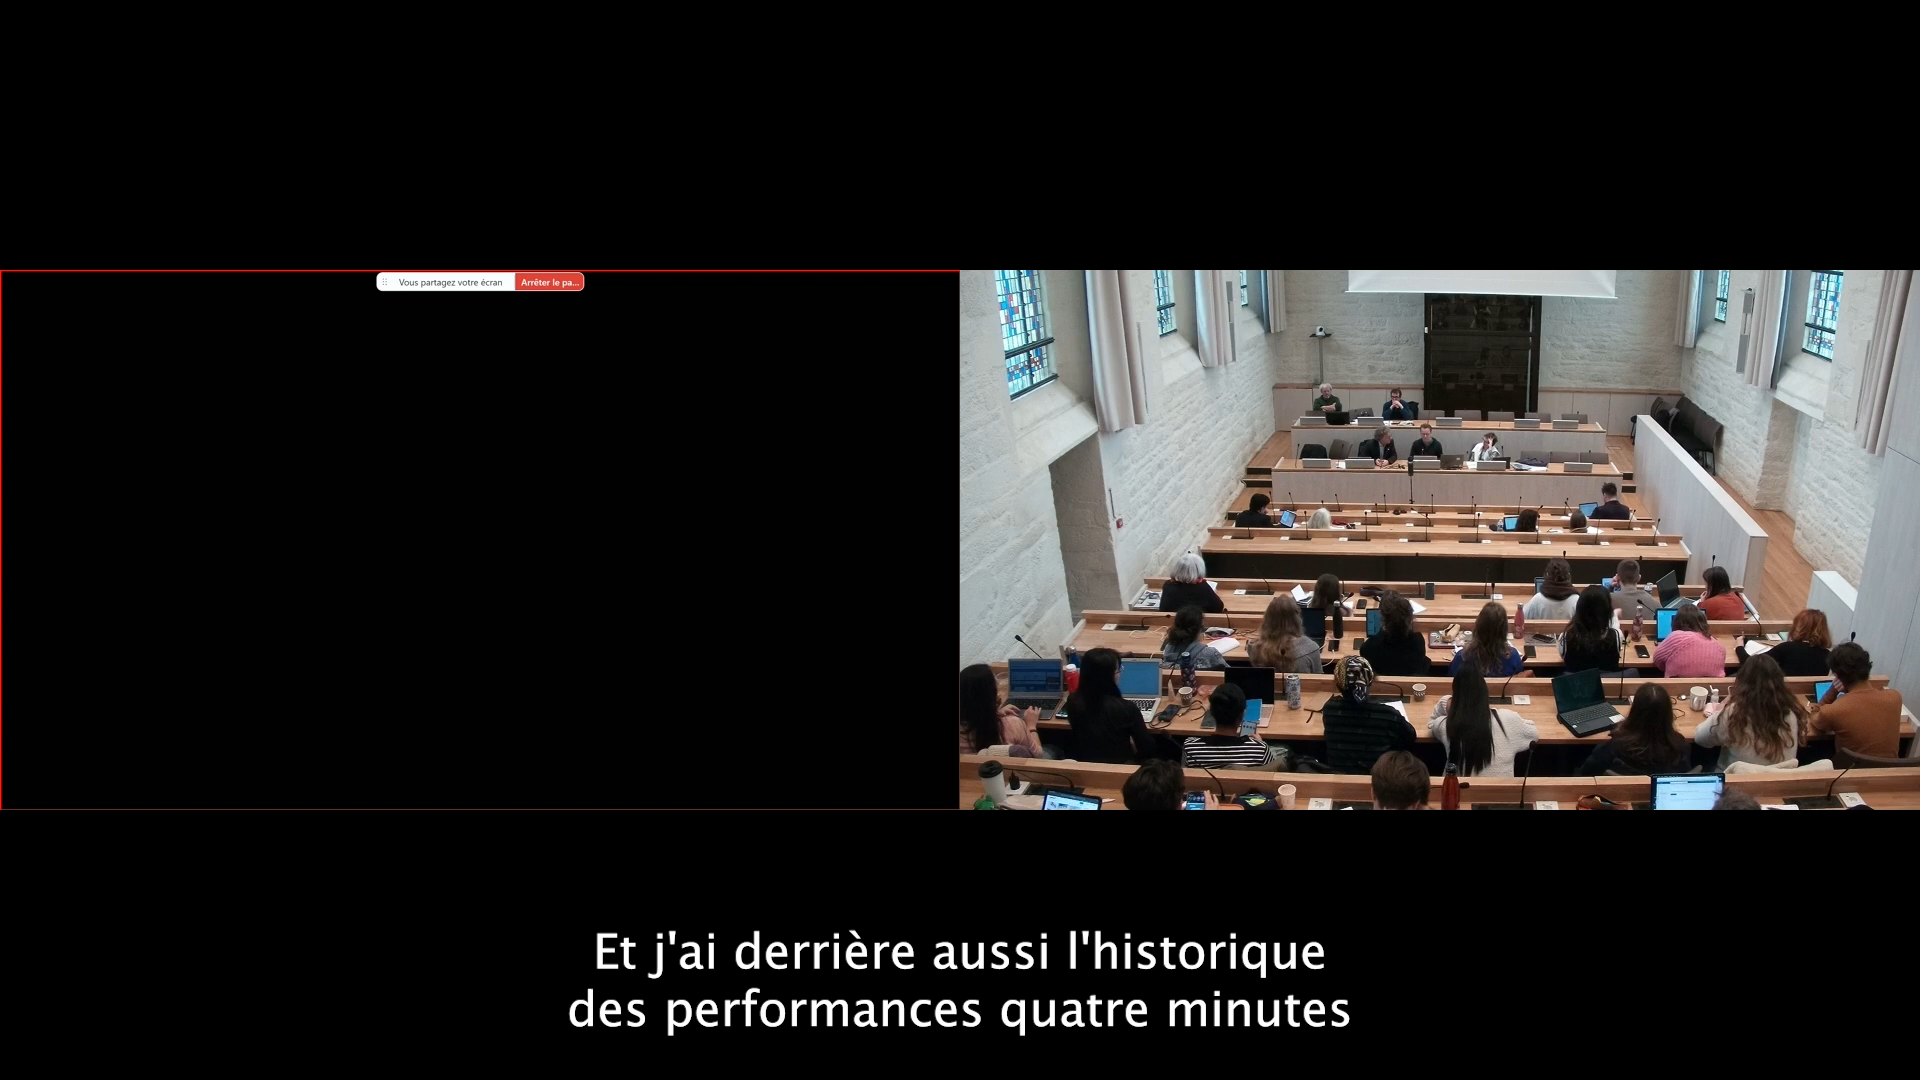 Vous partagez votre écran
Arrêter le pa...
Et j'ai derrière aussi l'historique
des performances quatre minutes